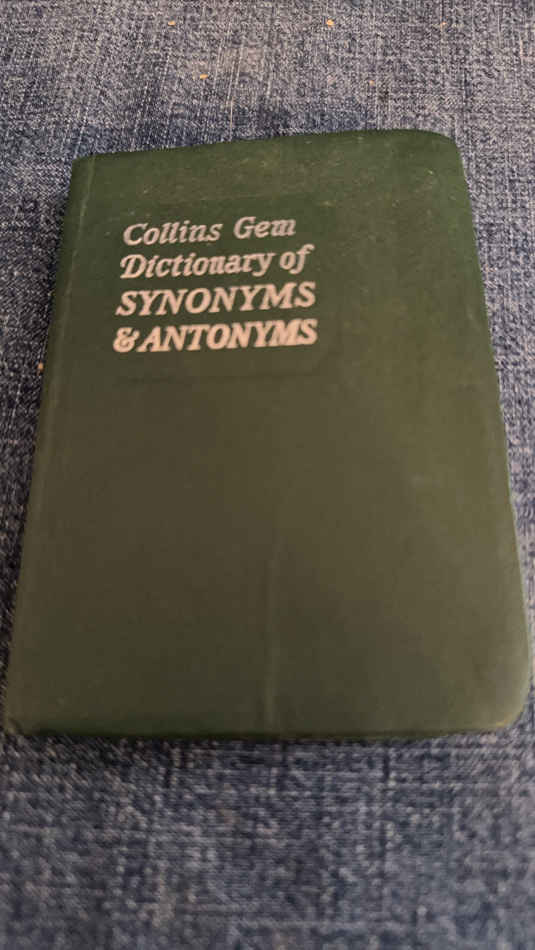 Collins Gem
Dictionary of
SYNONYMS
& ANTONYMS